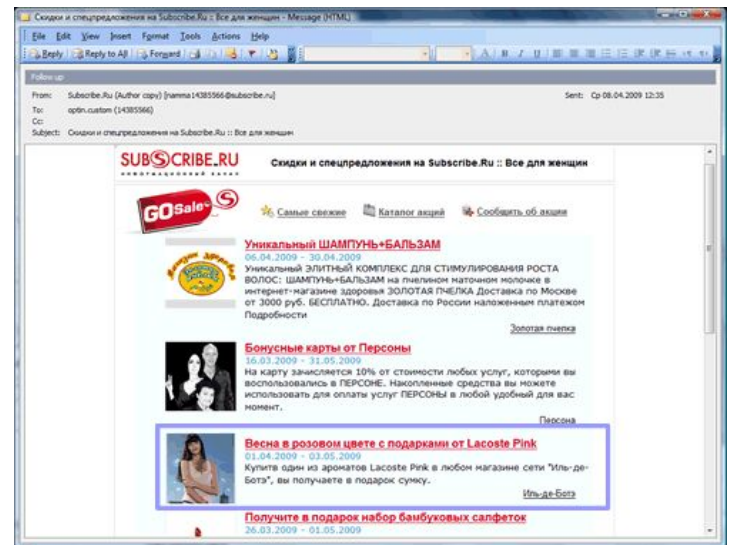 Скидки и спецпредложения на Subscribe.Ru :: Все для женщин - Message (HTML)
File Edit View Insert Format Tools Actions Help
Reply Reply to All Forward
Follow up
From: Subscribe.Ru (Author copy) [namma14385566@subscribe.ru] Sent: Ср 08.04.2009 12:35
To: optin.custom (14385566)
Cc:
Subject: Скидки и спецпредложения на Subscribe.Ru :: Все для женщин
SUBSCRIBE.RU Скидки и спецпредложения на Subscribe.Ru :: Все для женщин
информационный канал
GOSale S Самые свежие Каталог акций Сообщить об акции
Уникальный ШАМПУНЬ+БАЛЬЗАМ
06.04.2009 - 30.04.2009
Уникальный ЭЛИТНЫЙ КОМПЛЕКС ДЛЯ СТИМУЛИРОВАНИЯ РОСТА
ВОЛОС: ШАМПУНЬ+БАЛЬЗАМ на пчелином маточном молочке в
интернет-магазине здоровья ЗОЛОТАЯ ПЧЕЛКА Доставка по Москве
от 3000 руб. БЕСПЛАТНО. Доставка по России наложенным платежом
Подробности
Золотая пчелка
Бонусные карты от Персоны
16.03.2009 - 31.05.2009
На карту зачисляется 10% от стоимости любых услуг, которыми вы
воспользовались в ПЕРСОНЕ. Накопленные средства вы можете
использовать для оплаты услуг ПЕРСОНЫ в любой удобный для вас
момент.
Персона
Весна в розовом цвете с подарками от Lacoste Pink
01.04.2009 - 03.05.2009
Купите один из ароматов Lacoste Pink в любом магазине сети "Иль-де-
Ботэ", вы получаете в подарок сумку.
Иль-де-Ботэ
Получите в подарок набор бамбуковых салфеток
26.03.2009 - 01.05.2009